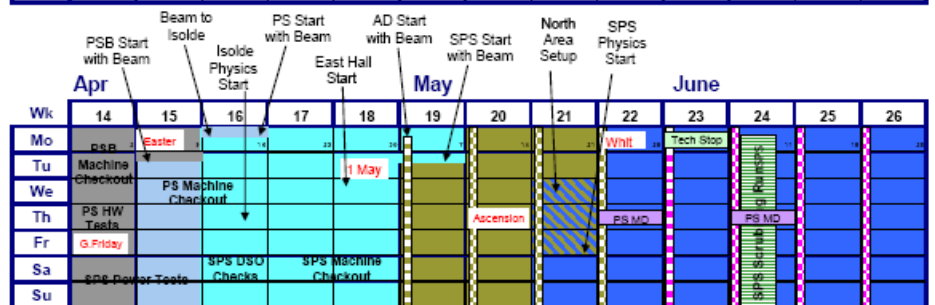 Beam to
Isolde
PS Start
with Beam
AD Start
with Beam
North
Area
Setup
SPS
Physics
Start
PSB Start
with Beam
Isolde
Physics
Start
East Hall
Start
SPS Start
with Beam
Apr May June
Wk 14 15 16 17 18 19 20 21 22 23 24 25 26
Mo PSB Easter Whit Tech Stop
Tu Machine 1 May
We Checkout PS Machine
Checkout
Th PS HW Ascension PS MD PS MD
Tests
Fr G.Friday
Sa SPS Power Tests SPS DSO
Checks
SPS Machine
Checkout
Su
SPS Scrub